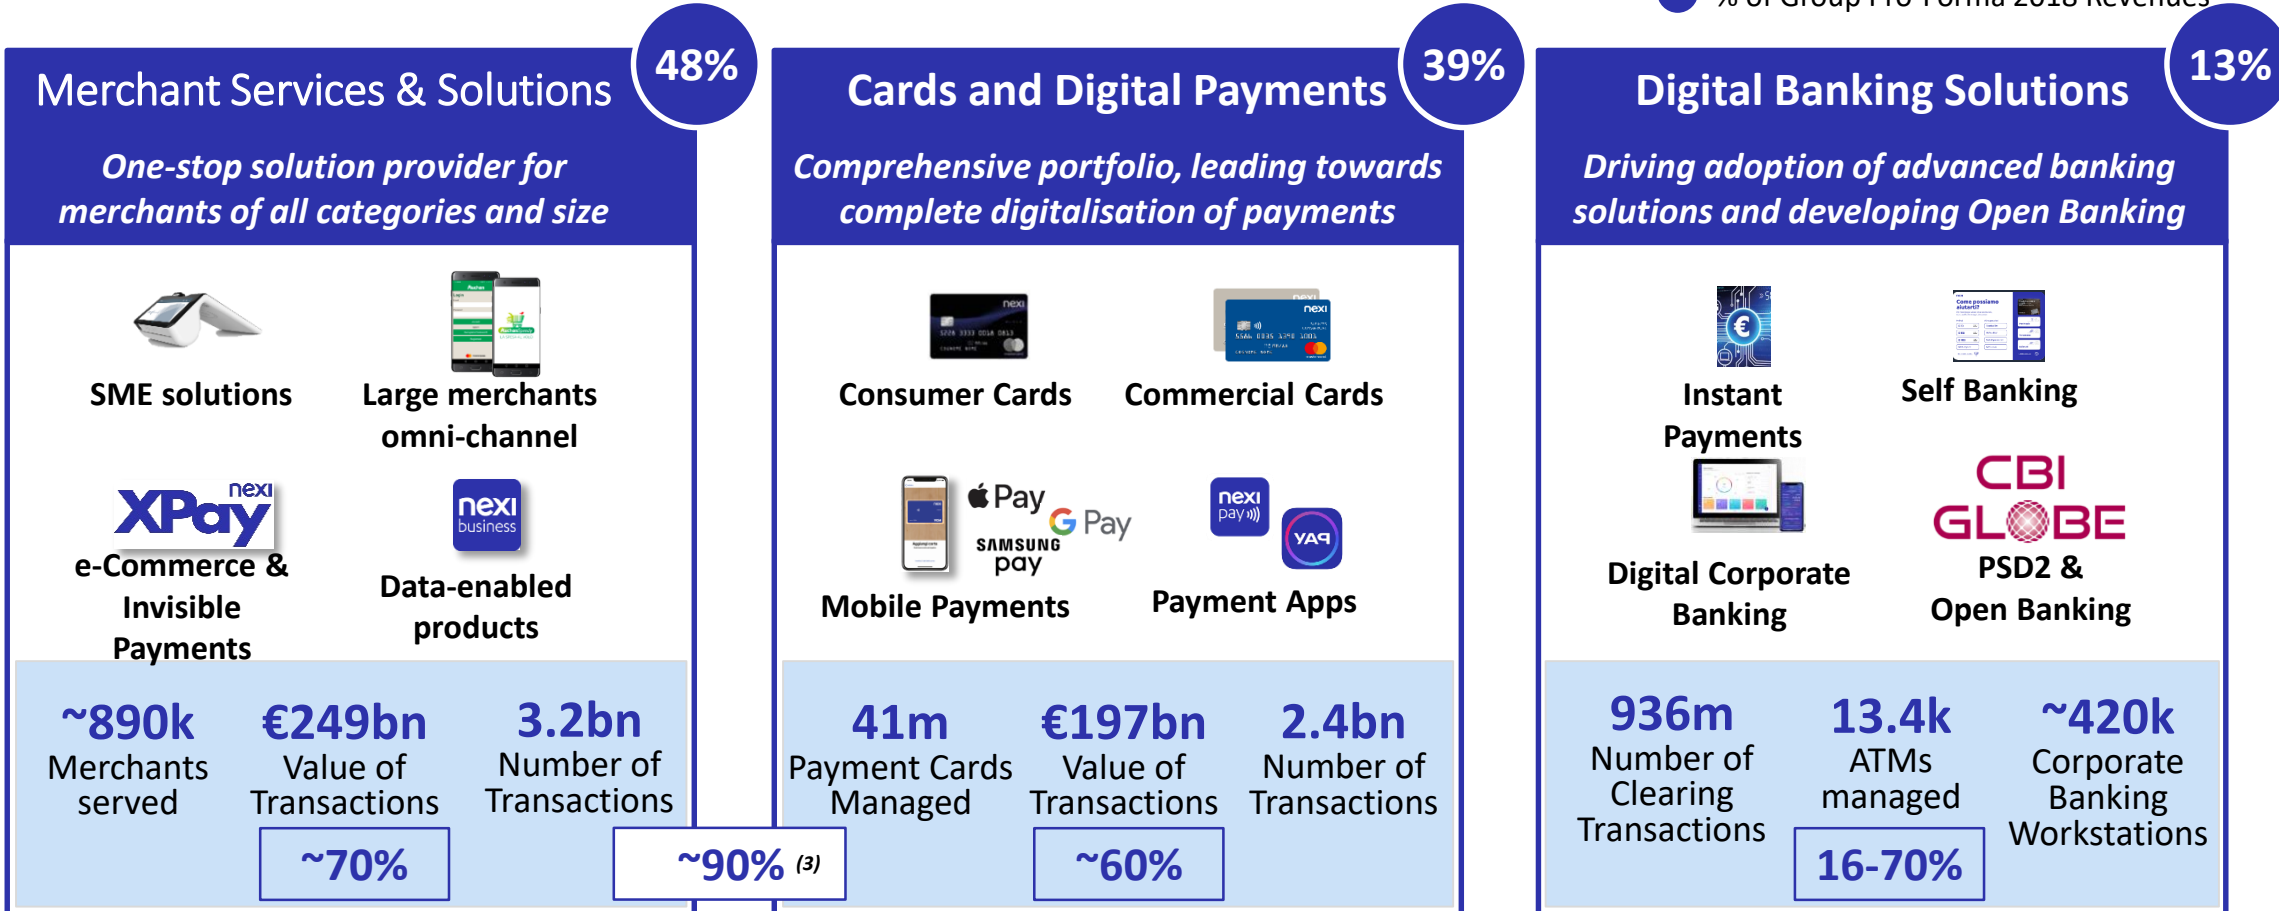 % of Group Pro Forma 2018 Revenues
Merchant Services & Solutions
48%
One-stop solution provider for
merchants of all categories and size
SME solutions
Large merchants
omni-channel
nexi
XPay
e-Commerce &
Invisible
Payments
nexi
business
Data-enabled
products
~890k
Merchants
served
€249bn
Value of
Transactions
3.2bn
Number of
Transactions
~70%
~90% (3)
Cards and Digital Payments
39%
Comprehensive portfolio, leading towards
complete digitalisation of payments
nexi
Consumer Cards
nexi
Commercial Cards
Pay
G Pay
SAMSUNG
pay
Mobile Payments
nexi
pay
YAP
Payment Apps
41m
Payment Cards
Managed
€197bn
Value of
Transactions
2.4bn
Number of
Transactions
~60%
Digital Banking Solutions
13%
Driving adoption of advanced banking
solutions and developing Open Banking
€
Instant
Payments
Come possiamo
aiutarti?
Self Banking
Digital Corporate
Banking
CBI
GLOBE
PSD2 &
Open Banking
936m
Number of
Clearing
Transactions
13.4k
ATMs
managed
~420k
Corporate
Banking
Workstations
16-70%